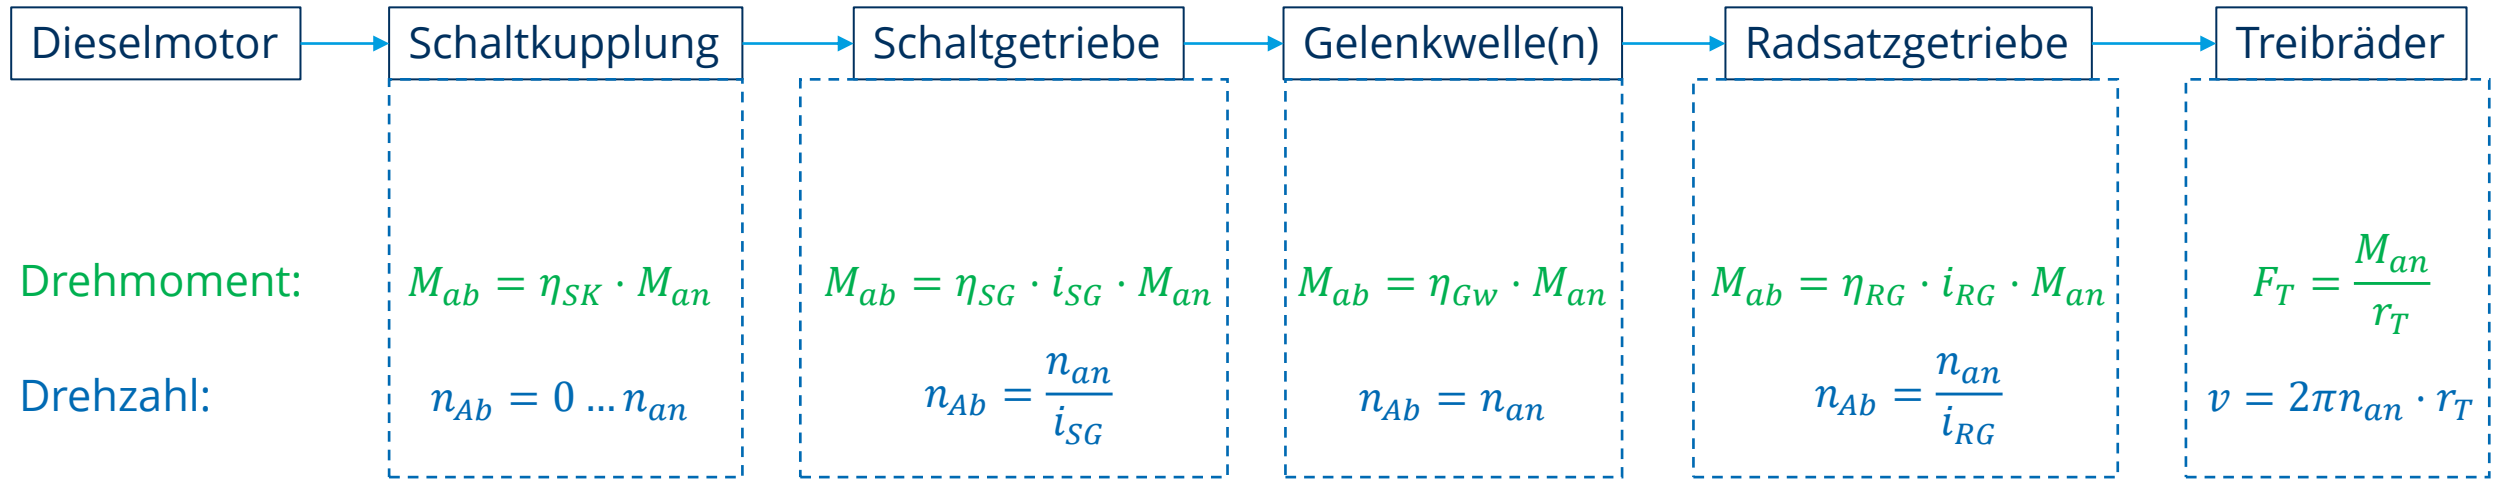 Dieselmotor
Schaltkupplung
Schaltgetriebe
Gelenkwelle(n)
Radsatzgetriebe
Treibräder
Drehmoment:
M_ab = η_SK · M_an
M_ab = η_SG · i_SG · M_an
M_ab = η_Gw · M_an
M_ab = η_RG · i_RG · M_an
F_T = M_an / r_T
Drehzahl:
n_Ab = 0 … n_an
n_Ab = n_an / i_SG
n_Ab = n_an
n_Ab = n_an / i_RG
v = 2πn_an · r_T